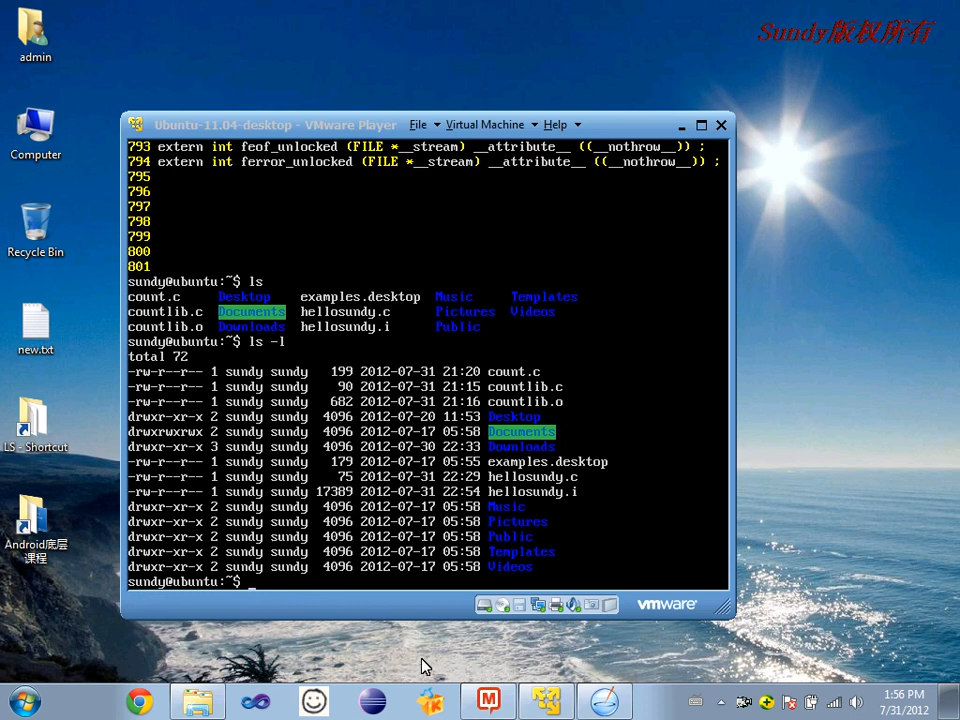 admin
Sundy版权所有
Computer
Recycle Bin
new.txt
LS - Shortcut
Android底层
课程
Ubuntu-11.04-desktop - VMware Player File Virtual Machine Help
793 extern int feof_unlocked (FILE *__stream) __attribute__ ((__nothrow__)) ;
794 extern int ferror_unlocked (FILE *__stream) __attribute__ ((__nothrow__)) ;
795
796
797
798
799
800
801
sundy@ubuntu:~$ ls
count.c Desktop examples.desktop Music Templates
countlib.c Documents hellosundy.c Pictures Videos
countlib.o Downloads hellosundy.i Public
sundy@ubuntu:~$ ls -l
total 72
-rw-r--r-- 1 sundy sundy 199 2012-07-31 21:20 count.c
-rw-r--r-- 1 sundy sundy 90 2012-07-31 21:15 countlib.c
-rw-r--r-- 1 sundy sundy 682 2012-07-31 21:16 countlib.o
drwxr-xr-x 2 sundy sundy 4096 2012-07-20 11:53 Desktop
drwxrwxrwx 2 sundy sundy 4096 2012-07-17 05:58 Documents
drwxr-xr-x 3 sundy sundy 4096 2012-07-30 22:33 Downloads
-rw-r--r-- 1 sundy sundy 179 2012-07-17 05:55 examples.desktop
-rw-r--r-- 1 sundy sundy 75 2012-07-31 22:29 hellosundy.c
-rw-r--r-- 1 sundy sundy 17389 2012-07-31 22:54 hellosundy.i
drwxr-xr-x 2 sundy sundy 4096 2012-07-17 05:58 Music
drwxr-xr-x 2 sundy sundy 4096 2012-07-17 05:58 Pictures
drwxr-xr-x 2 sundy sundy 4096 2012-07-17 05:58 Public
drwxr-xr-x 2 sundy sundy 4096 2012-07-17 05:58 Templates
drwxr-xr-x 2 sundy sundy 4096 2012-07-17 05:58 Videos
sundy@ubuntu:~$ _
vmware
1:56 PM
7/31/2012